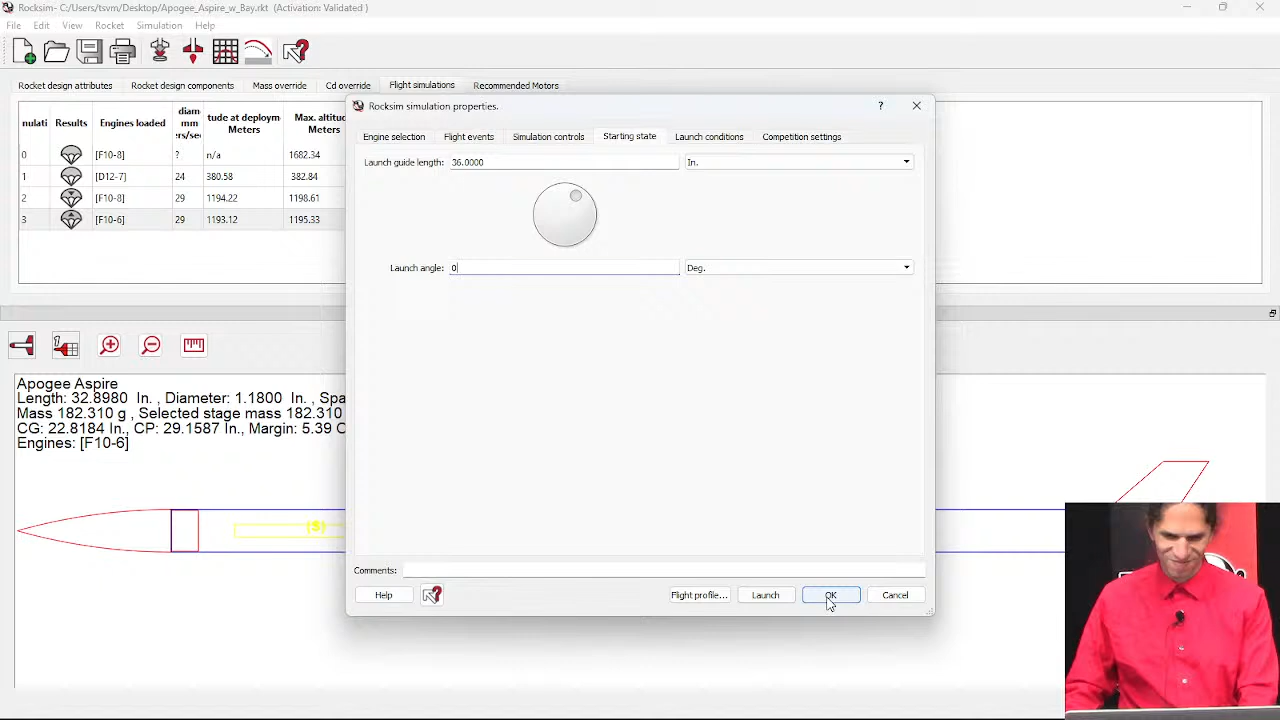 Rocksim- C:/Users/tsvm/Desktop/Apogee_Aspire_w_Bay.rkt (Activation: Validated )
File Edit View Rocket Simulation Help
Rocket design attributes Rocket design components Mass override Cd override Flight simulations Recommended Motors
nulati Results Engines loaded diam mm ers/sec tude at deploym Meters Max. altitud Meters
0 [F10-8] ? n/a 1682.34
1 [D12-7] 24 380.58 382.84
2 [F10-8] 29 1194.22 1198.61
3 [F10-6] 29 1193.12 1195.33
Rocksim simulation properties.
?
Engine selection Flight events Simulation controls Starting state Launch conditions Competition settings
Launch guide length: 36.0000 In.
Launch angle: 0 Deg.
Comments:
Help Flight profile... Launch OK Cancel
Apogee Aspire
Length: 32.8980 In. , Diameter: 1.1800 In. , Spa
Mass 182.310 g , Selected stage mass 182.310
CG: 22.8184 In., CP: 29.1587 In., Margin: 5.39 C
Engines: [F10-6]
(S)